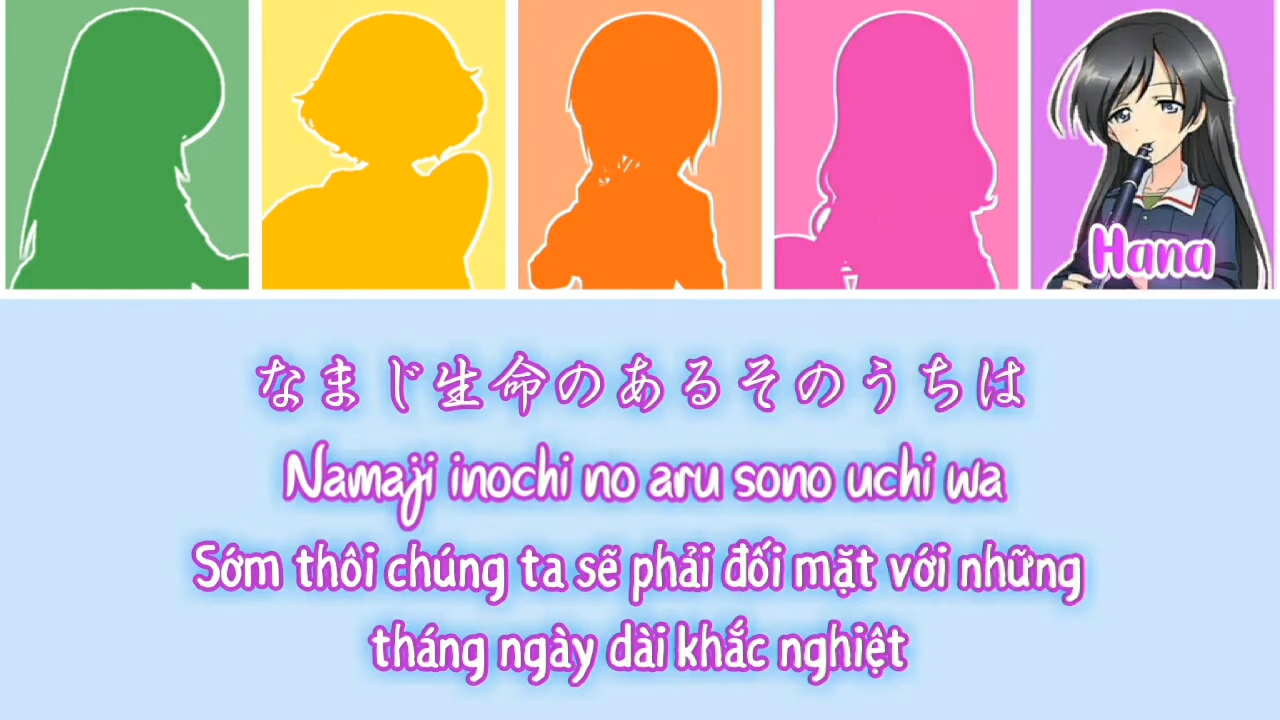 Hana
なまじ生命のあるそのうちは
Namaji inochi no aru sono uchi wa
Sớm thôi chúng ta sẽ phải đối mặt với những
tháng ngày dài khắc nghiệt